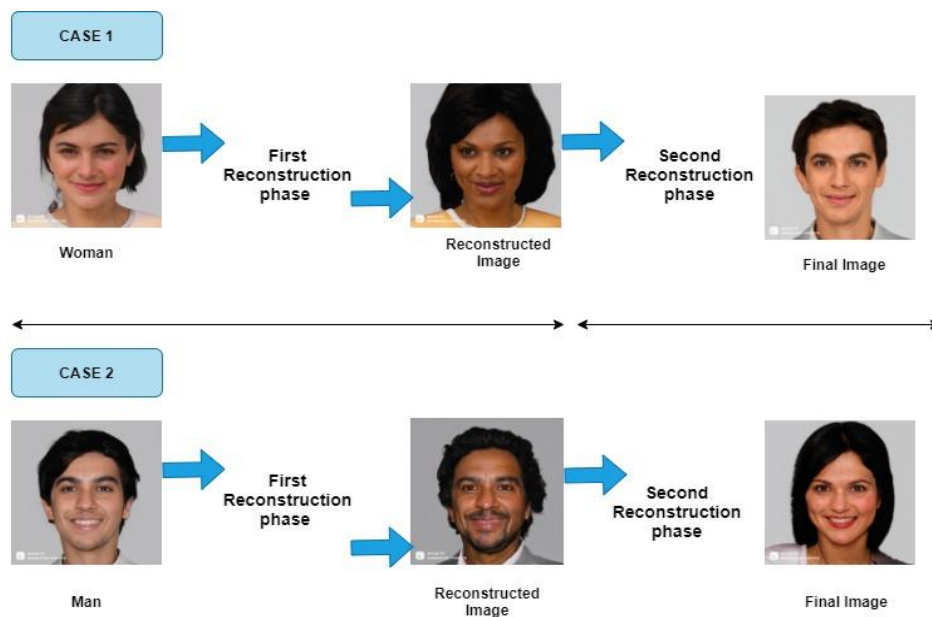 CASE 1
First
Reconstruction
phase
Second
Reconstruction
phase
Woman
Reconstructed
Image
Final Image
CASE 2
First
Reconstruction
phase
Second
Reconstruction
phase
Man
Reconstructed
Image
Final Image